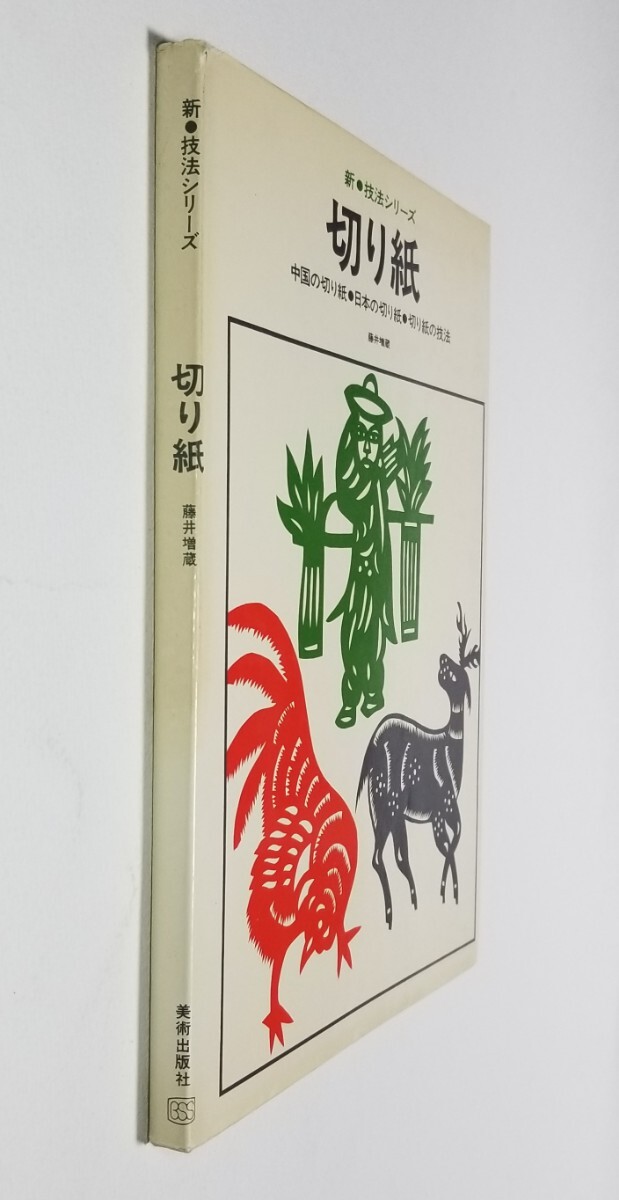 新●技法シリーズ
切り紙
藤井増蔵
美術出版社
BSS
新●技法シリーズ
切り紙
中国の切り紙●日本の切り紙●切り紙の技法
藤井増蔵